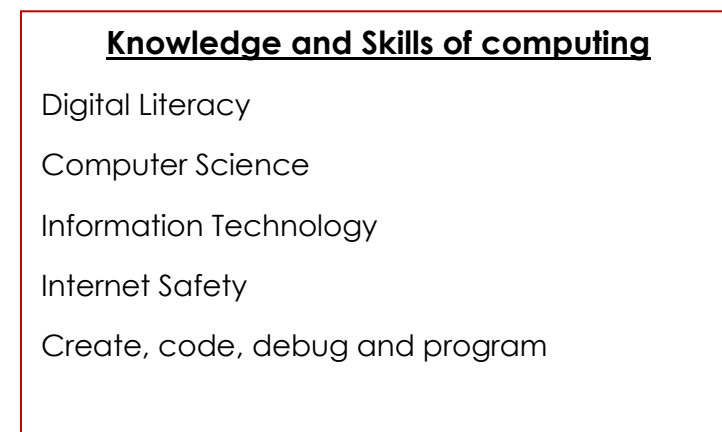 Knowledge and Skills of computing
Digital Literacy
Computer Science
Information Technology
Internet Safety
Create, code, debug and program